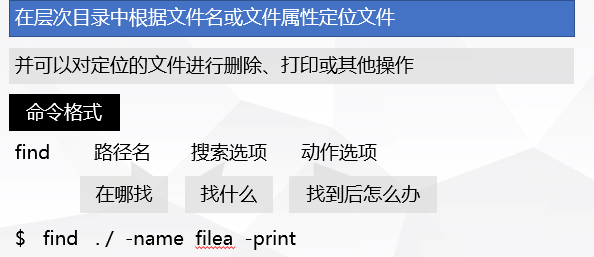 在层次目录中根据文件名或文件属性定位文件
并可以对定位的文件进行删除、打印或其他操作
命令格式
find 路径名 搜索选项 动作选项
在哪找 找什么 找到后怎么办
$ find ./ -name filea -print